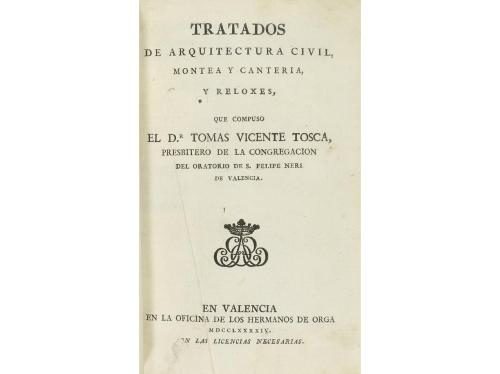 TRATADOS
DE ARQUITECTURA CIVIL,
MONTEA Y CANTERIA,
Y RELOXES,
QUE COMPUSO
EL D.R TOMAS VICENTE TOSCA,
PRESBITERO DE LA CONGREGACION
DEL ORATORIO DE S. FELIPE NERI
DE VALENCIA.
EN VALENCIA
EN LA OFICINA DE LOS HERMANOS DE ORGA
MDCCLXXXXIV.
CON LAS LICENCIAS NECESARIAS.